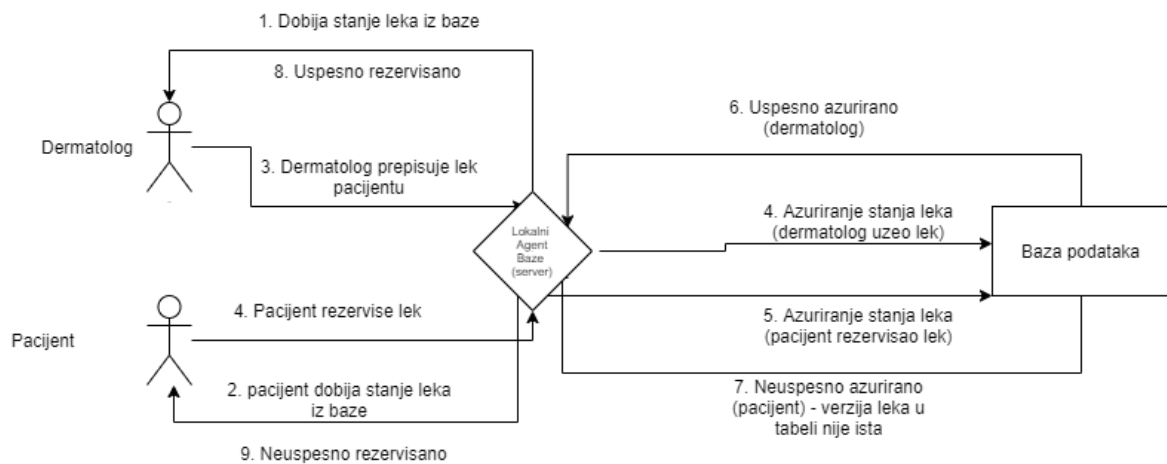 1. Dobija stanje leka iz baze
8. Uspesno rezervisano
Dermatolog
3. Dermatolog prepisuje lek
pacijentu
6. Uspesno azurirano
(dermatolog)
Lokalni
Agent
Baze
(server)
4. Azuriranje stanja leka
(dermatolog uzeo lek)
Baza podataka
4. Pacijent rezervise lek
Pacijent
5. Azuriranje stanja leka
(pacijent rezervisao lek)
2. pacijent dobija stanje leka
iz baze
7. Neuspesno azurirano
(pacijent) - verzija leka u
tabeli nije ista
9. Neuspesno rezervisano